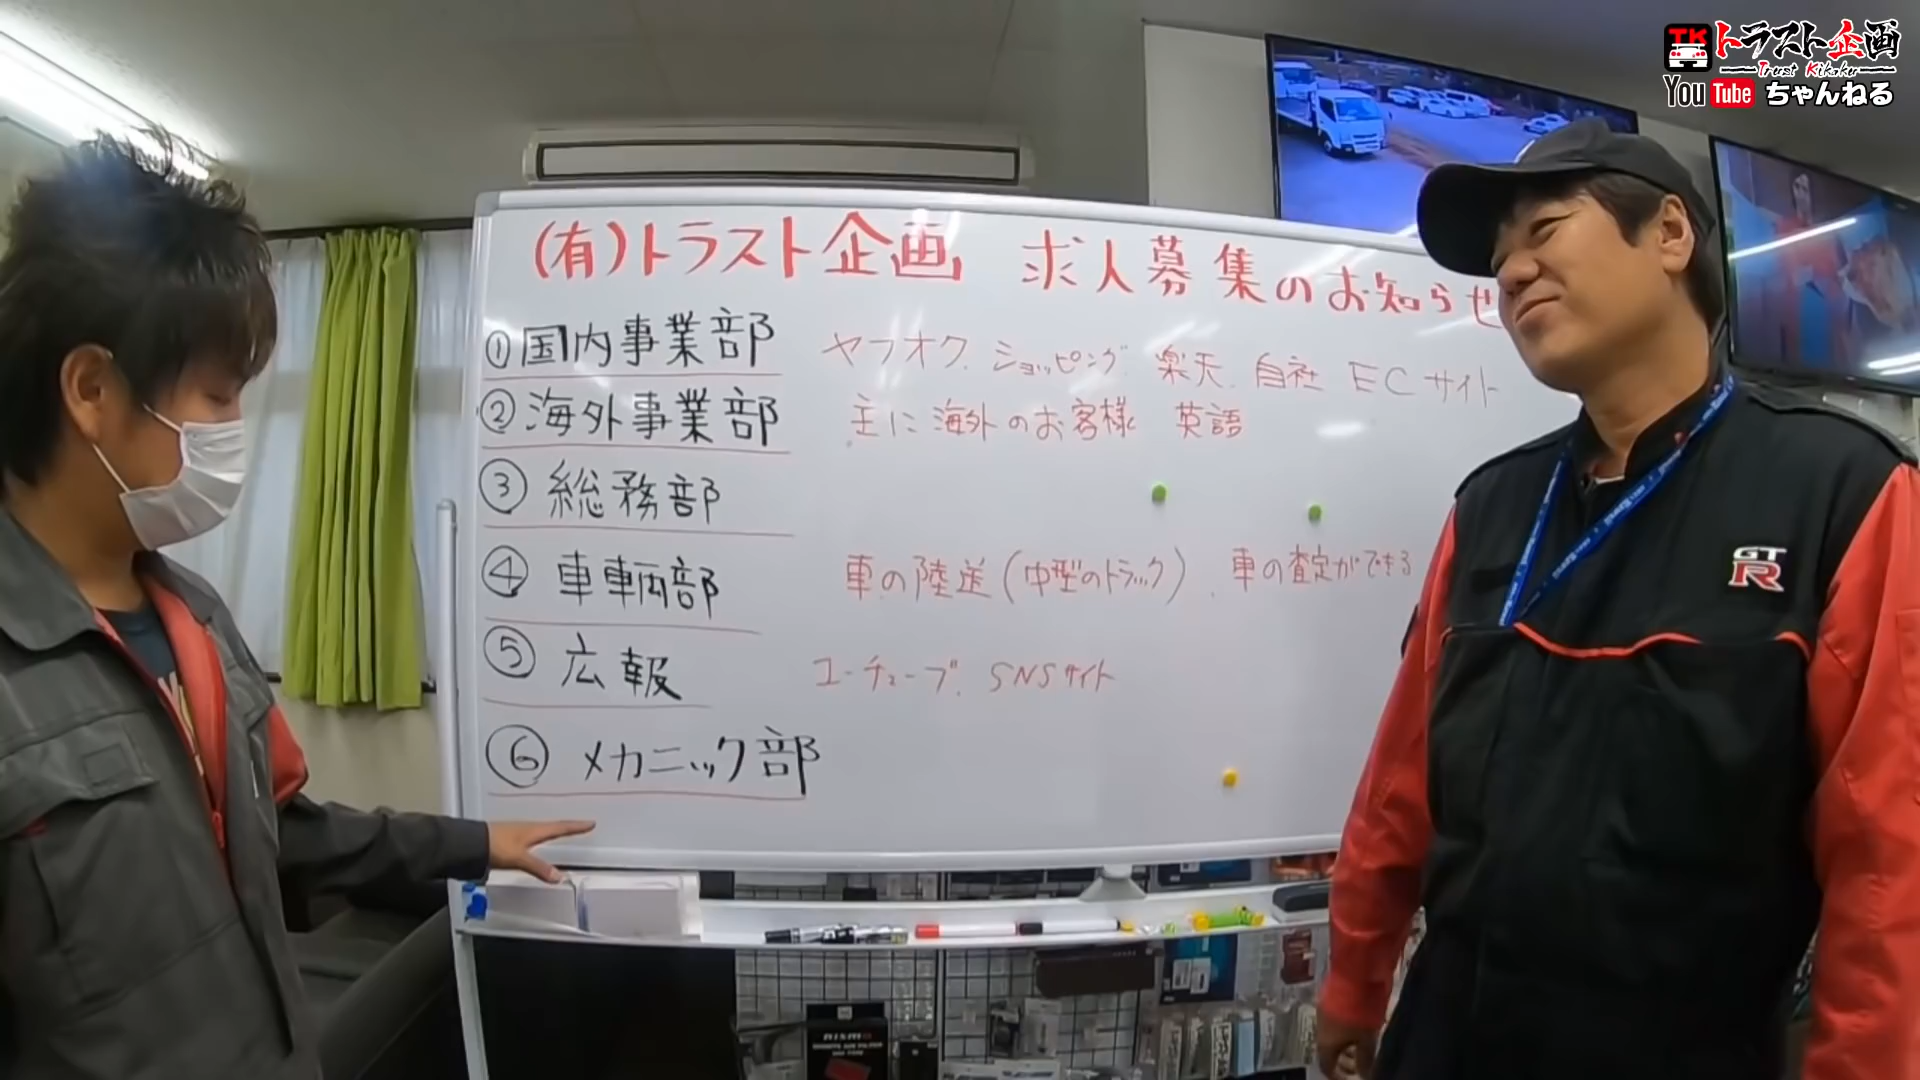 TK トラスト企画
Trust Kikaku
YouTube ちゃんねる
(有)トラスト企画 求人募集のお知らせ
①国内事業部 ヤフオク. ショッピング. 楽天. 自社 ECサイト
②海外事業部 主に海外のお客様 英語
③総務部
④車輌部 車の陸送(中型のトラック). 車の査定ができる
⑤広報 ユーチューブ. SNSサイト
⑥メカニック部
GT
R
nismo